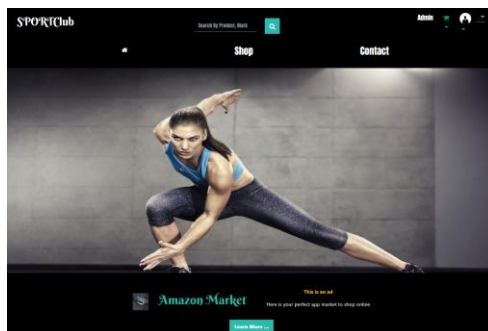 SPORTClub
Search By Product, Mark
Admin
Shop
Contact
Amazon Market
This is an ad
Here is your perfect app market to shop online
Learn More ...